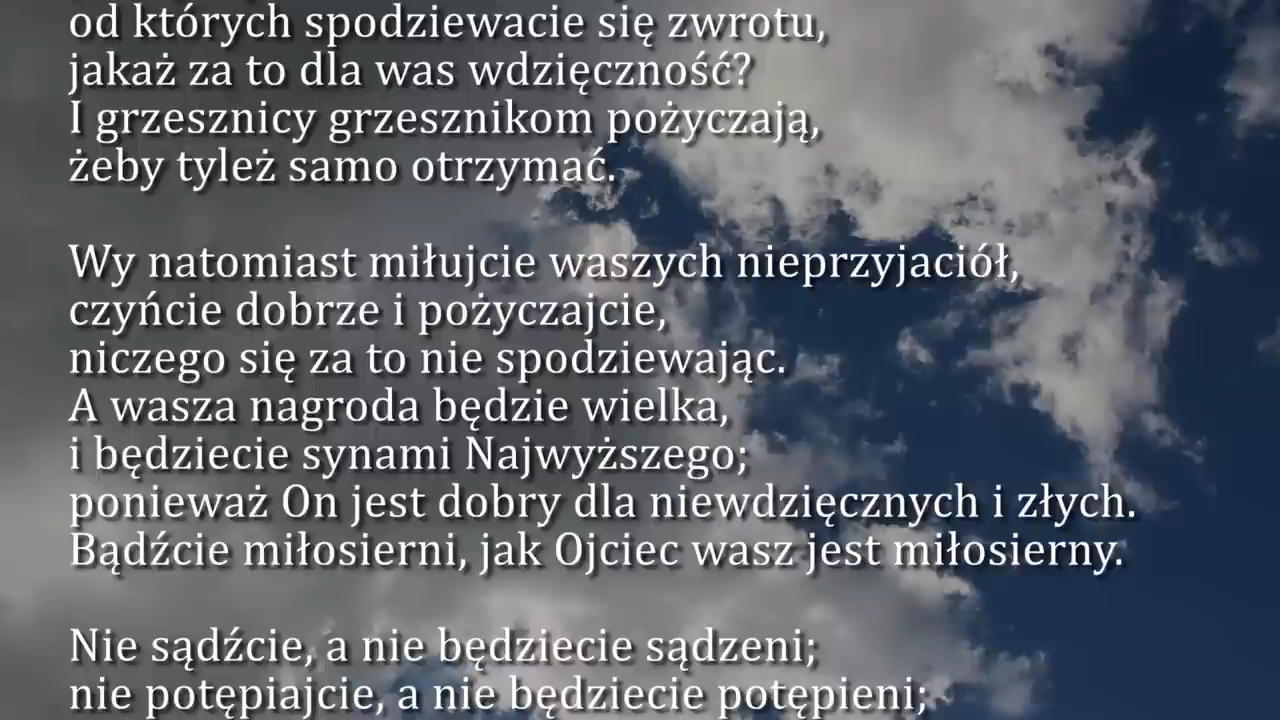 od których spodziewacie się zwrotu,
jakaż za to dla was wdzięczność?
I grzesznicy grzesznikom pożyczają,
żeby tyleż samo otrzymać.
Wy natomiast miłujcie waszych nieprzyjaciół,
czyńcie dobrze i pożyczajcie,
niczego się za to nie spodziewając.
A wasza nagroda będzie wielka,
i będziecie synami Najwyższego;
ponieważ On jest dobry dla niewdzięcznych i złych.
Bądźcie miłosierni, jak Ojciec wasz jest miłosierny.
Nie sądźcie, a nie będziecie sądzeni;
nie potępiajcie, a nie będziecie potępieni;